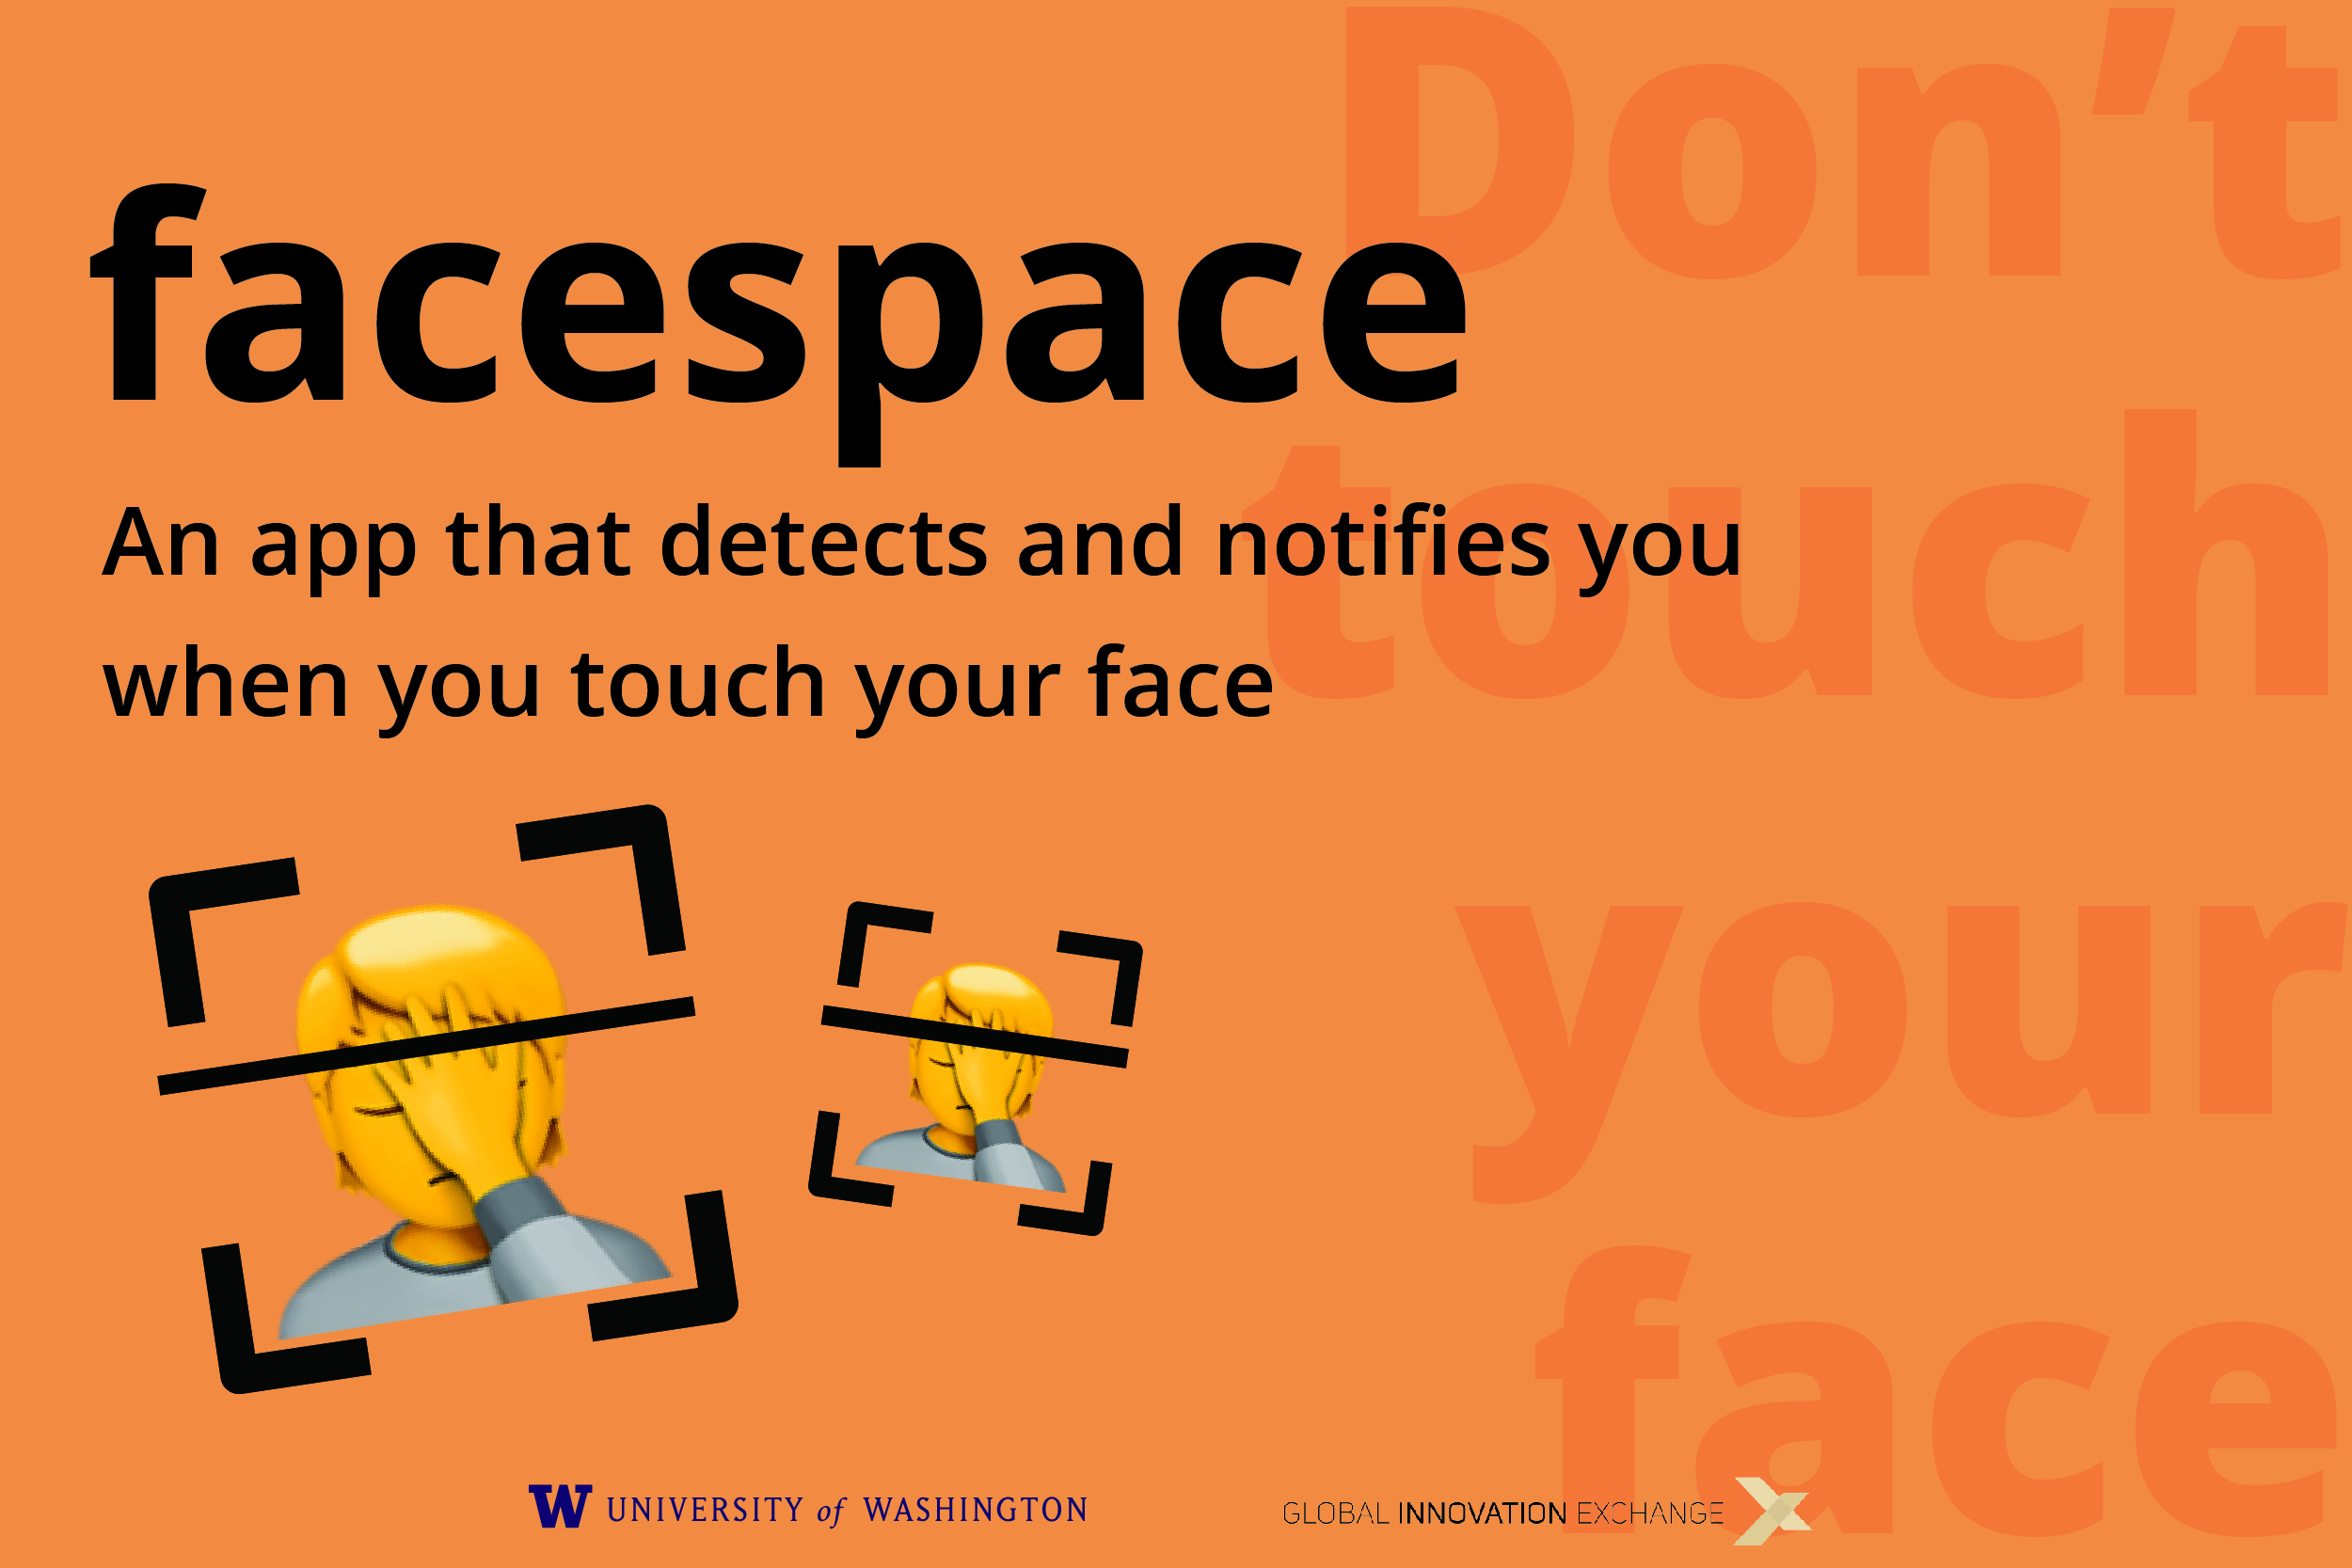 Don't
facespace
touch
An app that detects and notifies you
when you touch your face
your
face
W UNIVERSITY of WASHINGTON
GLOBAL INNOVATION EXCHANGE